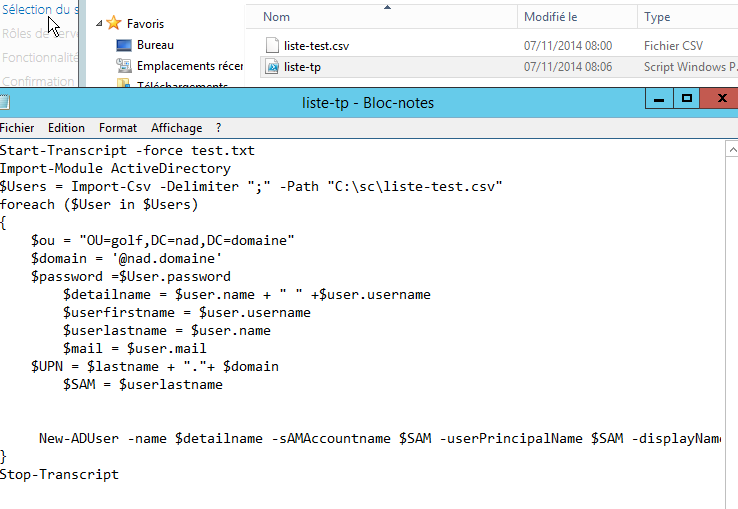 Sélection du s
Rôles de serve
Fonctionnalité
Confirmation
Favoris
Bureau
Emplacements récer
Téléchargements
Nom Modifié le Type
liste-test.csv 07/11/2014 08:00 Fichier CSV
liste-tp 07/11/2014 08:06 Script Windows P
liste-tp - Bloc-notes
Fichier Edition Format Affichage ?
Start-Transcript -force test.txt
Import-Module ActiveDirectory
$Users = Import-Csv -Delimiter ";" -Path "C:\sc\liste-test.csv"
foreach ($User in $Users)
{
$ou = "OU=golf,DC=nad,DC=domaine"
$domain = '@nad.domaine'
$password =$User.password
$detailname = $user.name + " " +$user.username
$userfirstname = $user.username
$userlastname = $user.name
$mail = $user.mail
$UPN = $lastname + "."+ $domain
$SAM = $userlastname
New-ADUser -name $detailname -sAMAccountname $SAM -userPrincipalName $SAM -displayName
}
Stop-Transcript